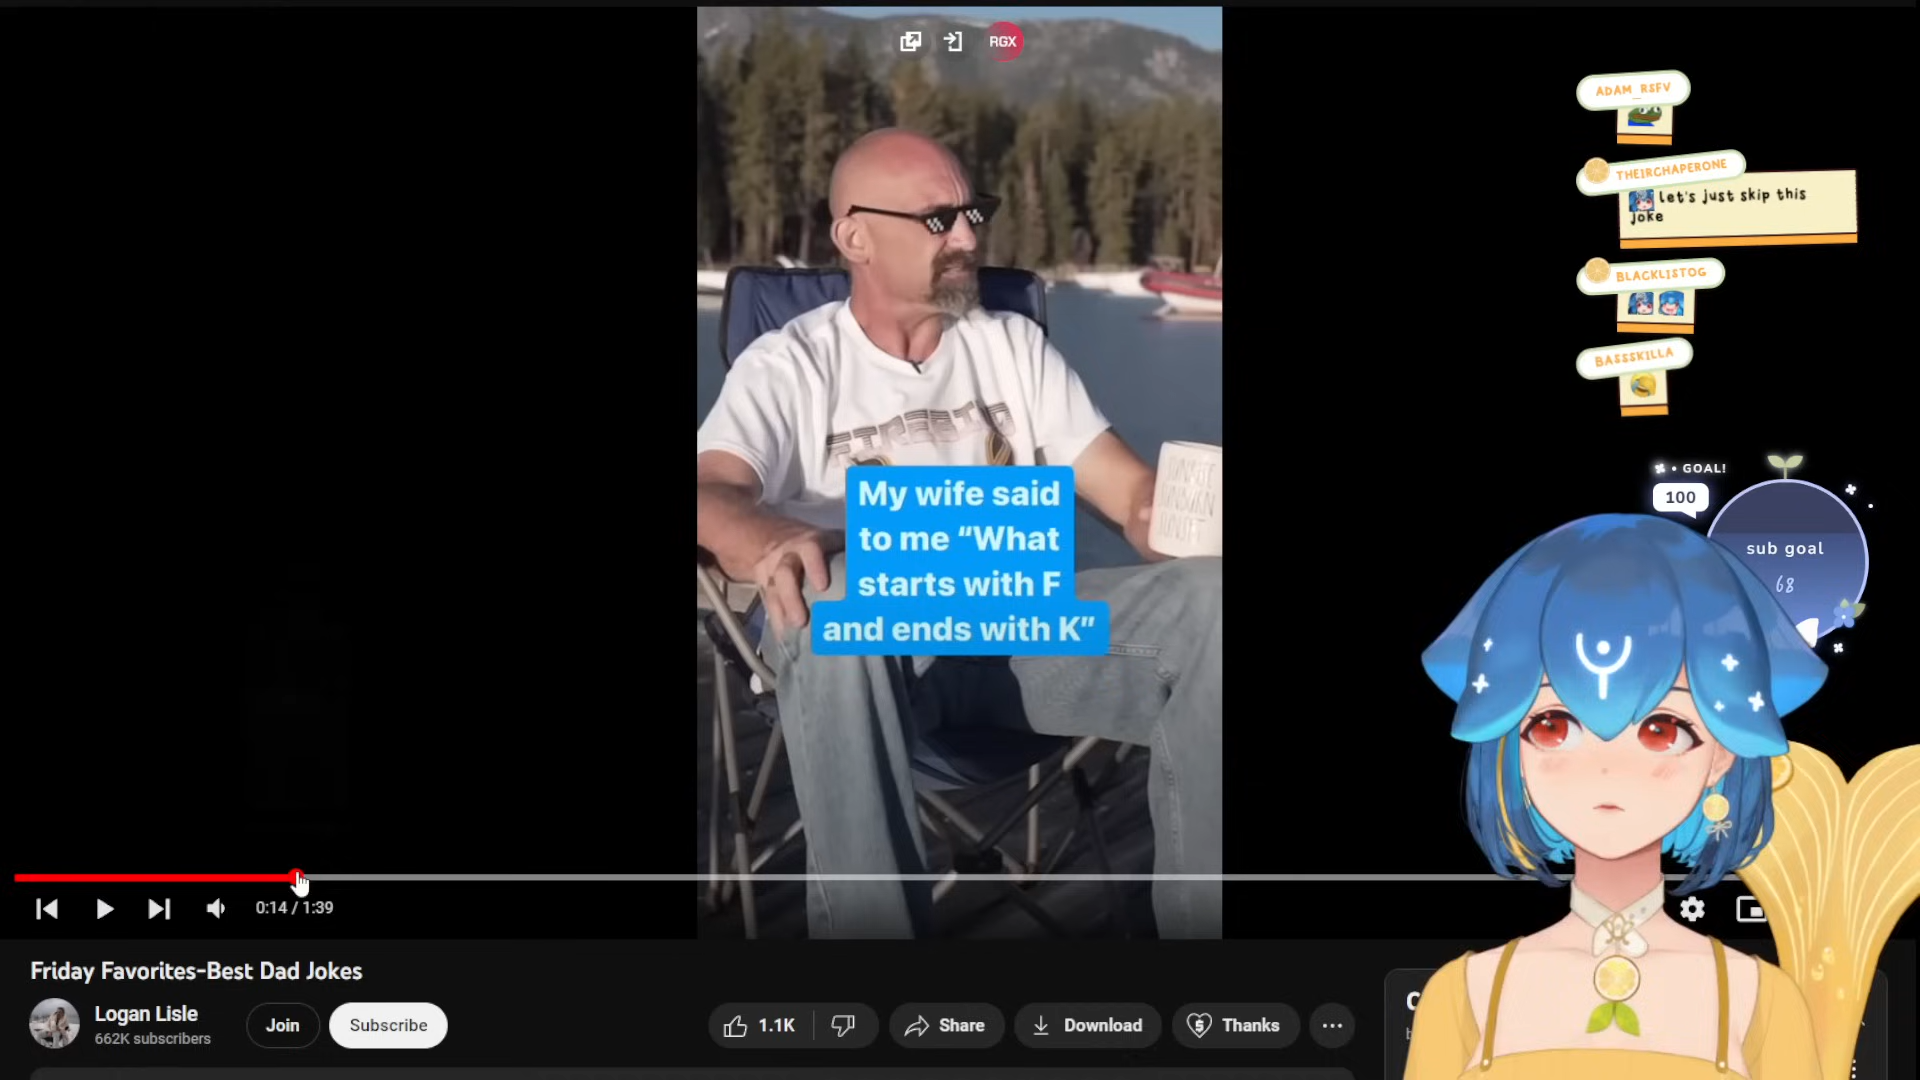 RGX
ADAM_RSFV
THEIRCHAPERONE
let's just skip this
joke
BLACKLISTOG
BASSSKILLA
• GOAL!
100
sub goal
68
My wife said
to me “What
starts with F
and ends with K”
0:14 / 1:39
Friday Favorites-Best Dad Jokes
Logan Lisle
662K subscribers
Join
Subscribe
1.1K
Share
Download
Thanks